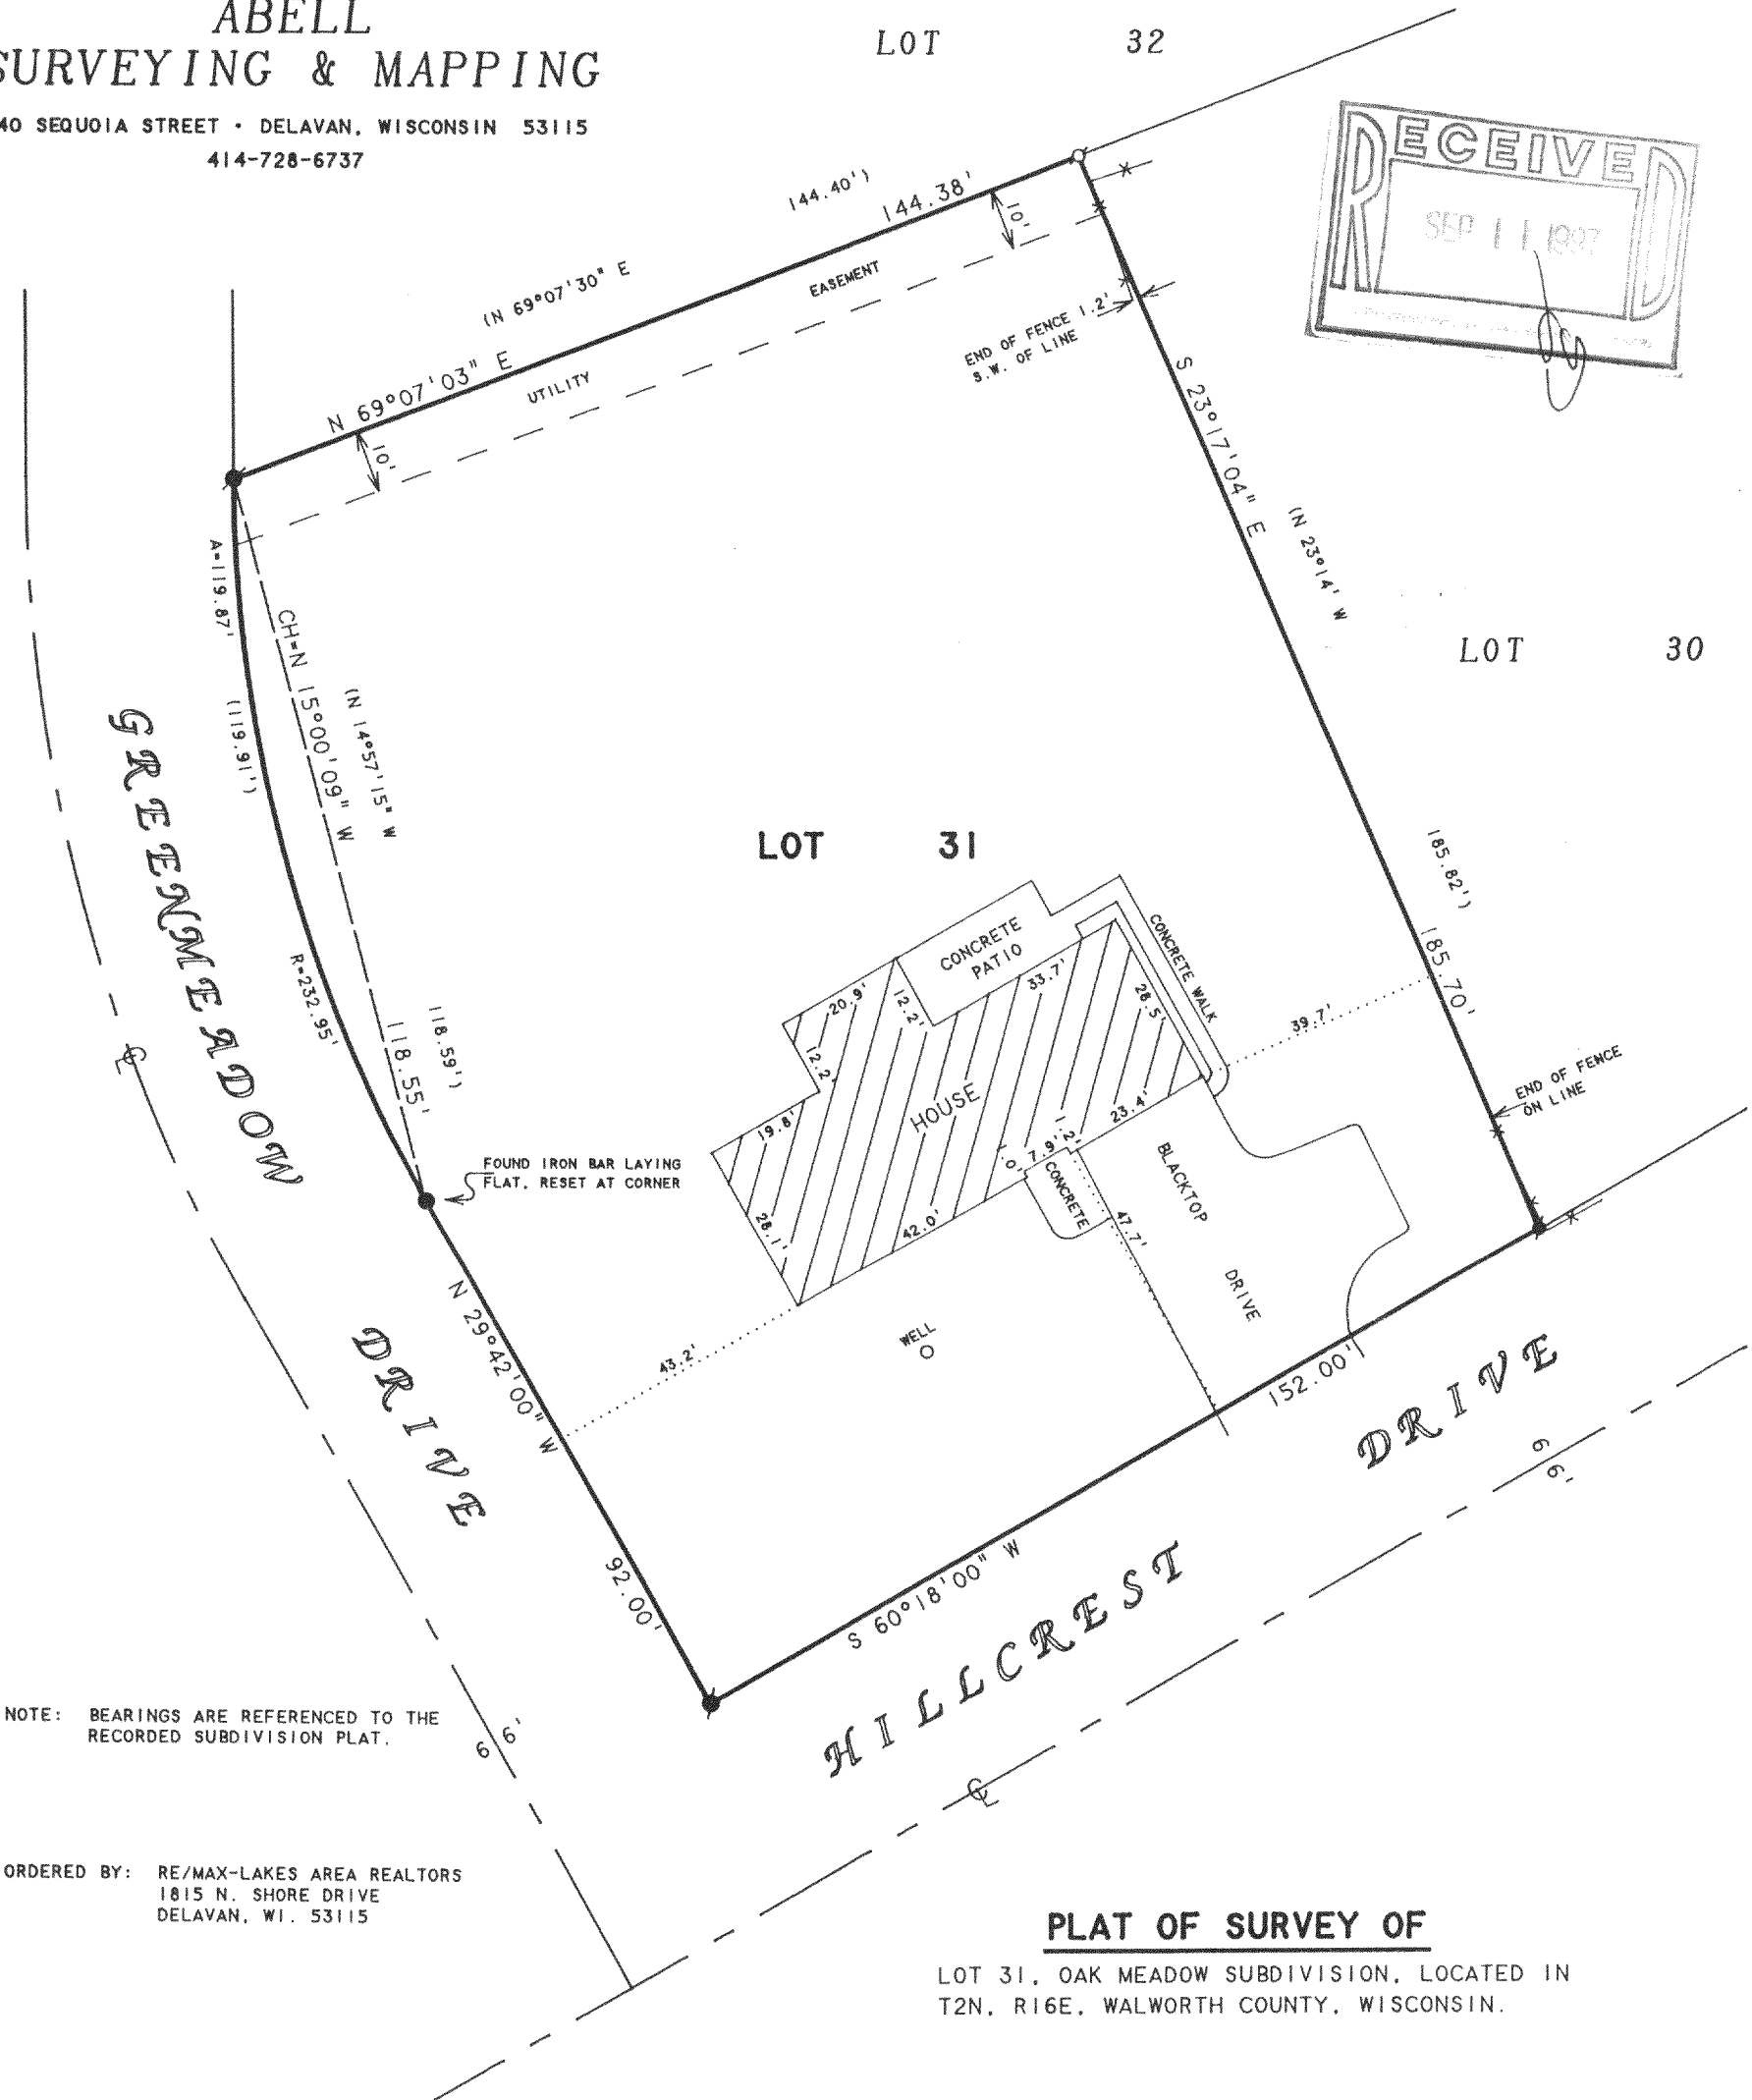 ABELL
SURVEYING & MAPPING
40 SEQUOIA STREET • DELAVAN, WISCONSIN 53115
414-728-6737
LOT 32
RECEIVED
SEP 11 1997
144.40')
144.38'
10'
(N 69°07'30" E
EASEMENT
N 69°07'03" E
UTILITY
10'
END OF FENCE 1.2'
S.W. OF LINE
S 23°17'04" E
(N 23°14' W
A=119.87'
(119.91')
CH=N 15°00'09" W
(N 14°57'15" W
LOT 30
GREENMEADOW
DRIVE
LOT 31
185.82')
185.70'
R=232.95'
118.59')
118.55'
CONCRETE
PATIO
CONCRETE WALK
20.9'
12.2'
33.7'
28.5'
39.7'
12.2'
19.8'
HOUSE
23.4'
1.2'
7.9'
1.0'
CONCRETE
28.1'
42.0'
47.7'
BLACKTOP
DRIVE
END OF FENCE
ON LINE
FOUND IRON BAR LAYING
FLAT, RESET AT CORNER
N 29°42'00" W
43.2'
WELL
92.00'
152.00'
S 60°18'00" W
HILLCREST DRIVE
66'
℄
℄
NOTE: BEARINGS ARE REFERENCED TO THE
RECORDED SUBDIVISION PLAT.
66'
ORDERED BY: RE/MAX-LAKES AREA REALTORS
1815 N. SHORE DRIVE
DELAVAN, WI. 53115
PLAT OF SURVEY OF
LOT 31, OAK MEADOW SUBDIVISION, LOCATED IN
T2N, R16E, WALWORTH COUNTY, WISCONSIN.